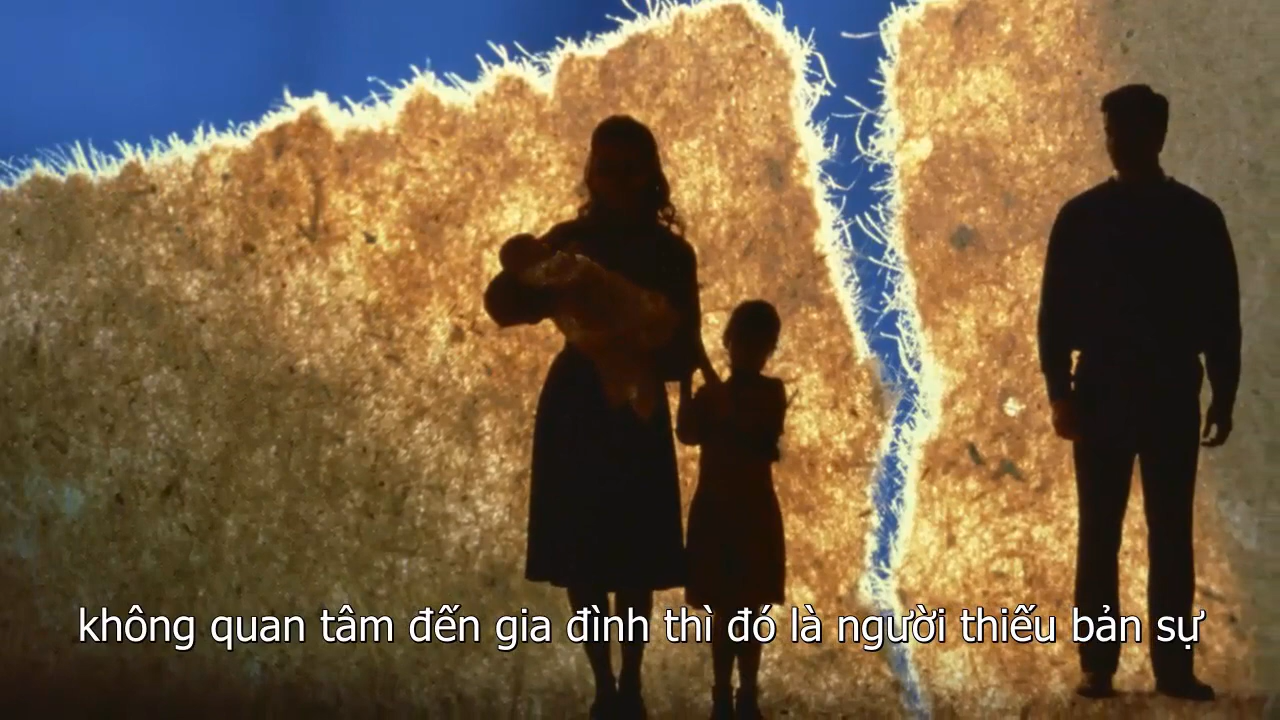 không quan tâm đến gia đình thì đó là người thiếu bản sự